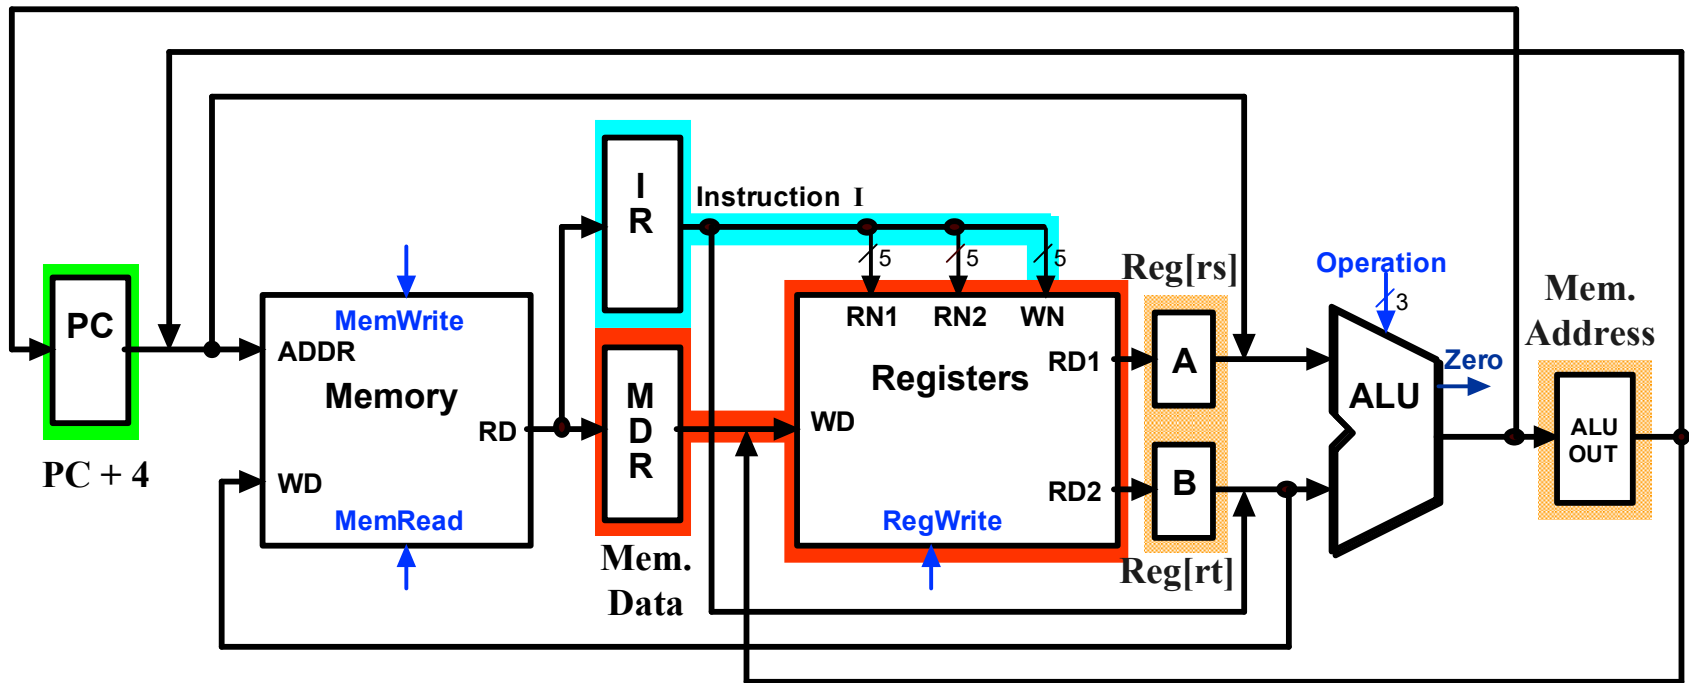 I
R
Instruction I
5
5
5
Reg[rs]
Operation
3
Mem.
Address
PC
MemWrite
ADDR
Memory
RD
WD
MemRead
PC + 4
M
D
R
Mem.
Data
RN1
RN2
WN
RD1
Registers
WD
RD2
RegWrite
A
B
Reg[rt]
Zero
ALU
ALU
OUT